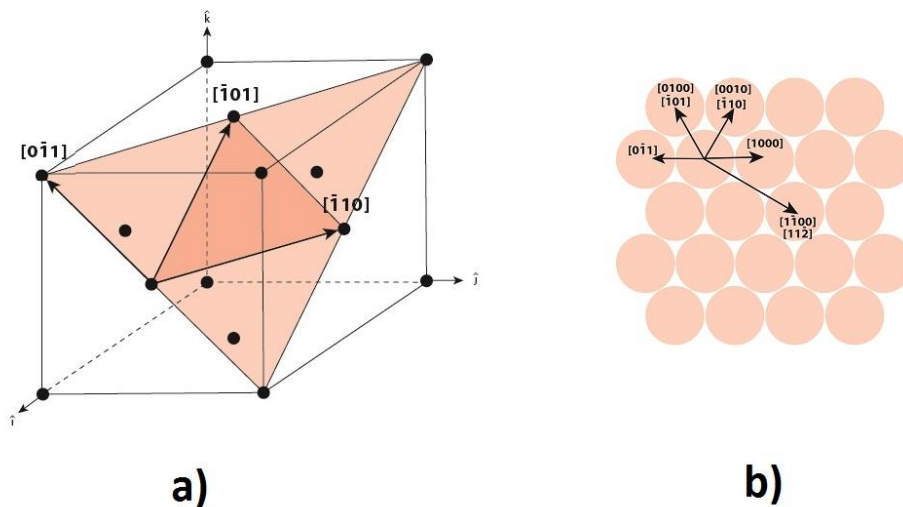 k̂
[1̄01]
[01̄1]
[1̄10]
ĵ
î
a)
[0100]
[1̄01]
[0010]
[1̄10]
[01̄1]
[1000]
[11̄00]
[112̄]
b)